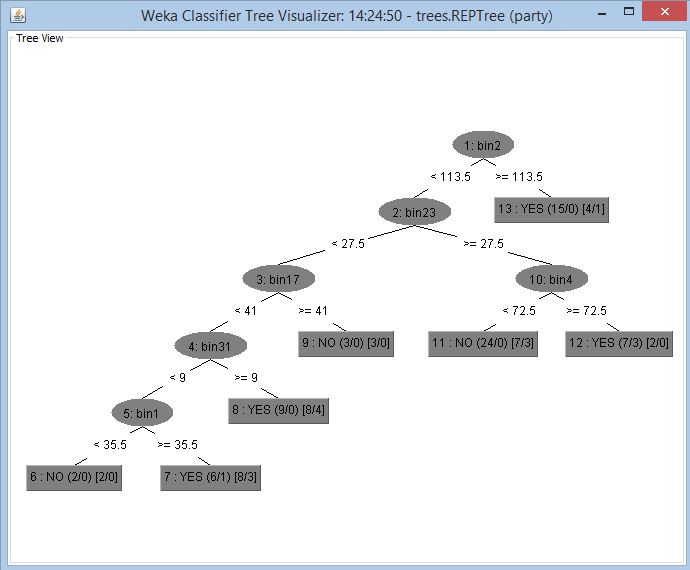 Weka Classifier Tree Visualizer: 14:24:50 - trees.REPTree (party)
Tree View
1: bin2
< 113.5 >= 113.5
2: bin23 13 : YES (15/0) [4/1]
< 27.5 >= 27.5
3: bin17 10: bin4
< 41 >= 41 < 72.5 >= 72.5
4: bin31 9 : NO (3/0) [3/0] 11 : NO (24/0) [7/3] 12 : YES (7/3) [2/0]
< 9 >= 9
5: bin1 8 : YES (9/0) [8/4]
< 35.5 >= 35.5
6 : NO (2/0) [2/0] 7 : YES (6/1) [8/3]